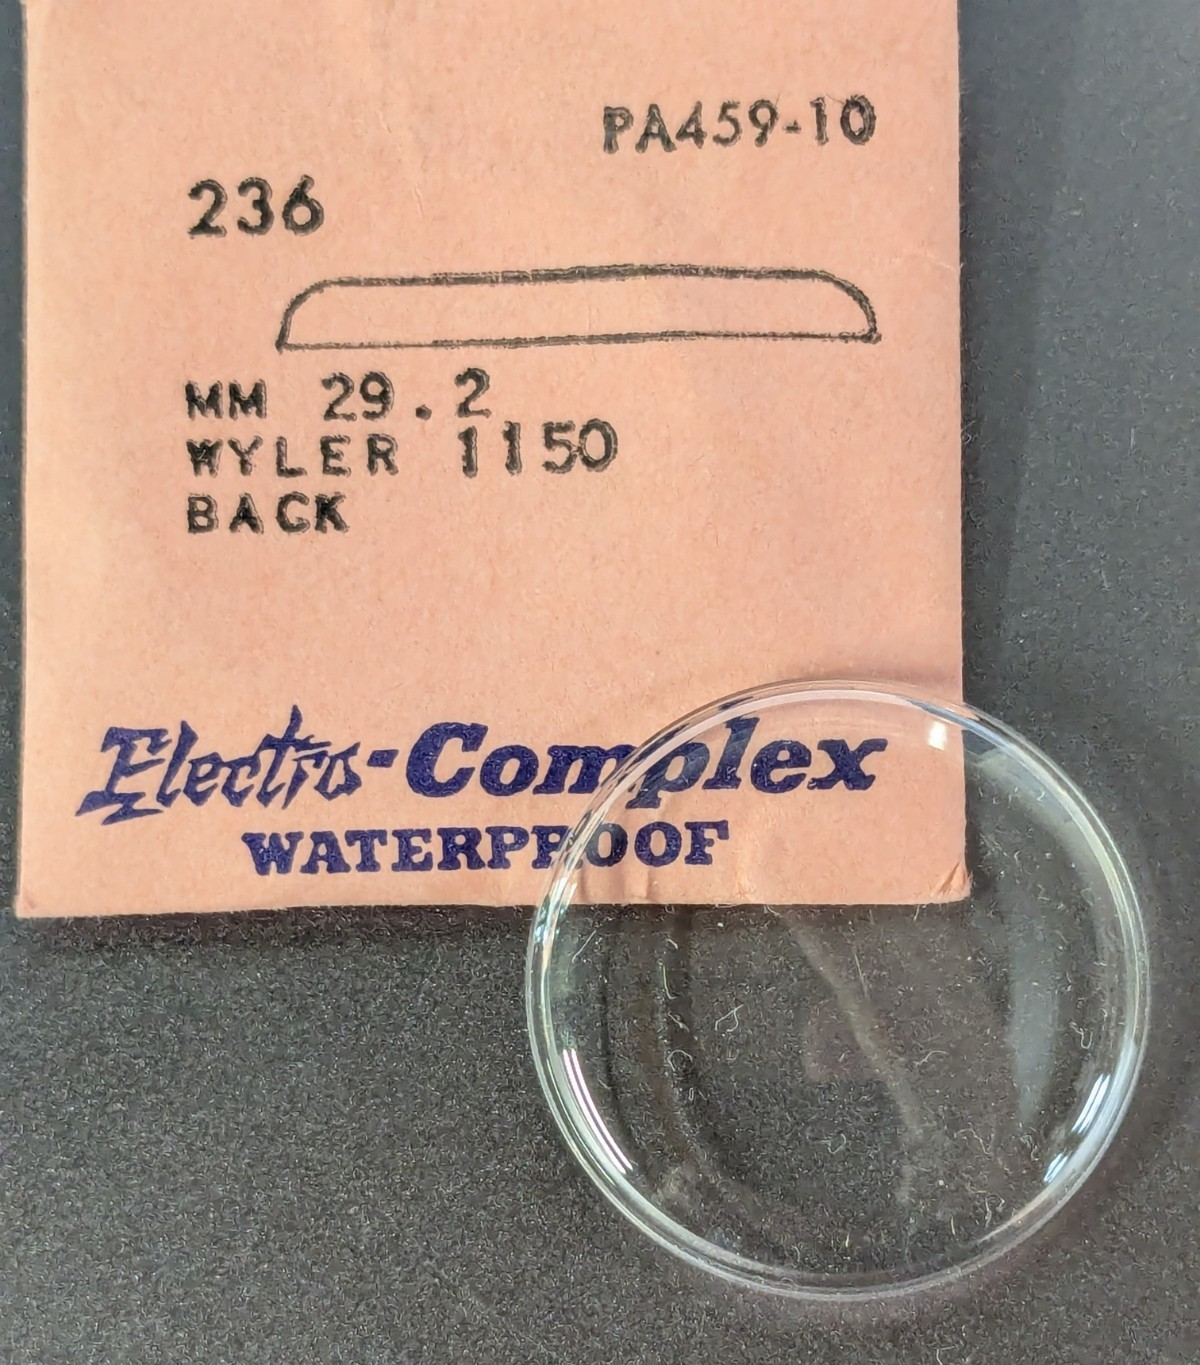 PA459-10
236
MM 29.2
WYLER 1150
BACK
Electro-Complex
WATERPROOF